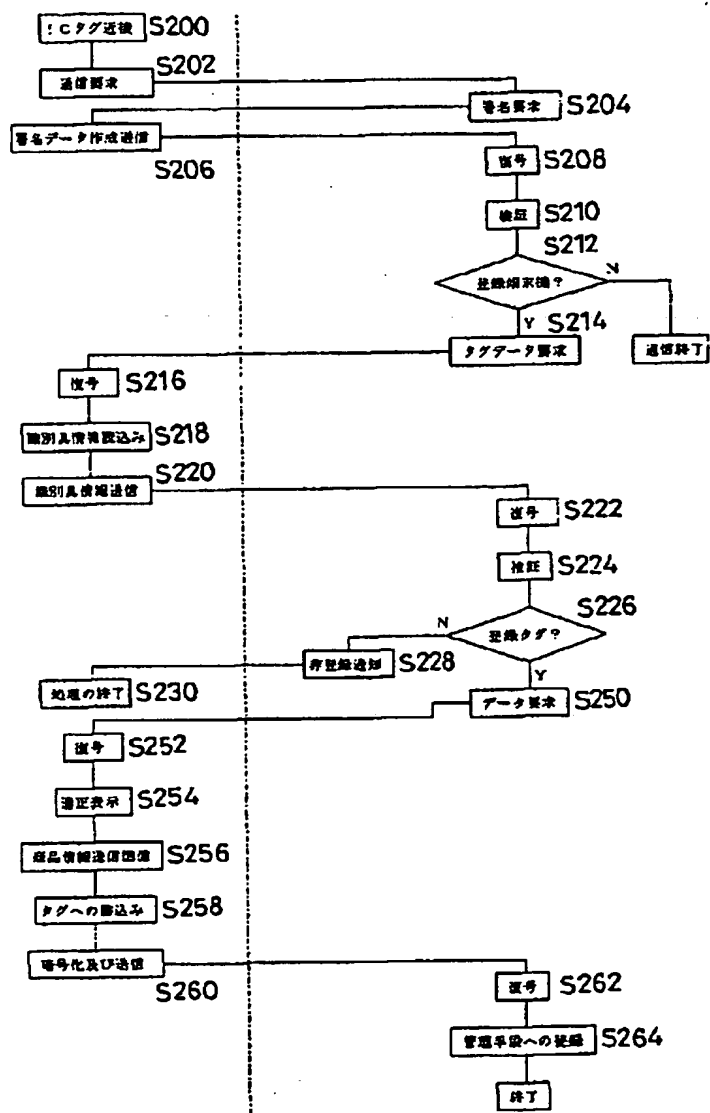 ICタグ近接 S200
S202
通信要求
署名要求 S204
署名データ作成送信
S206
復号 S208
検証 S210
S212
登録端末機? N
Y S214
タグデータ要求 通信終了
復号 S216
識別具情報読込み S218
S220
識別具情報送信
復号 S222
検証 S224
S226
N 登録タグ?
非登録通知 S228
Y
処理の終了 S230
データ要求 S250
復号 S252
適正表示 S254
S256
タグへの書込み S258
暗号化及び送信
S260
復号 S262
管理手段への登録 S264
終了